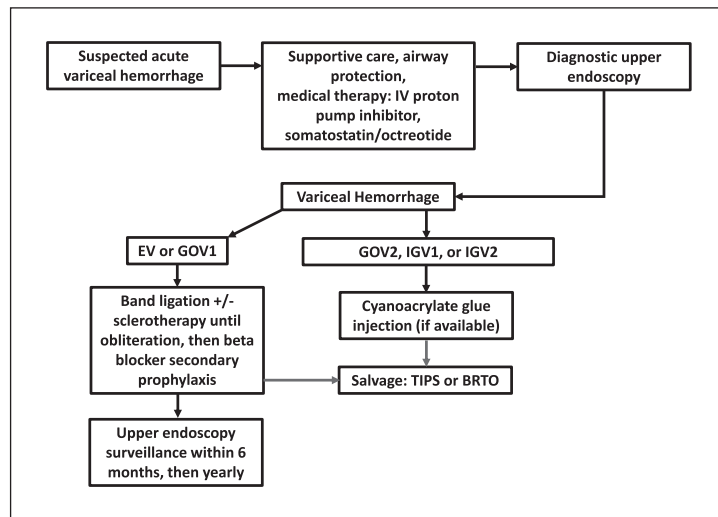 Suspected acute
variceal hemorrhage
Supportive care, airway
protection,
medical therapy: IV proton
pump inhibitor,
somatostatin/octreotide
Diagnostic upper
endoscopy
Variceal Hemorrhage
EV or GOV1
GOV2, IGV1, or IGV2
Band ligation +/-
sclerotherapy until
obliteration, then beta
blocker secondary
prophylaxis
Cyanoacrylate glue
injection (if available)
Salvage: TIPS or BRTO
Upper endoscopy
surveillance within 6
months, then yearly